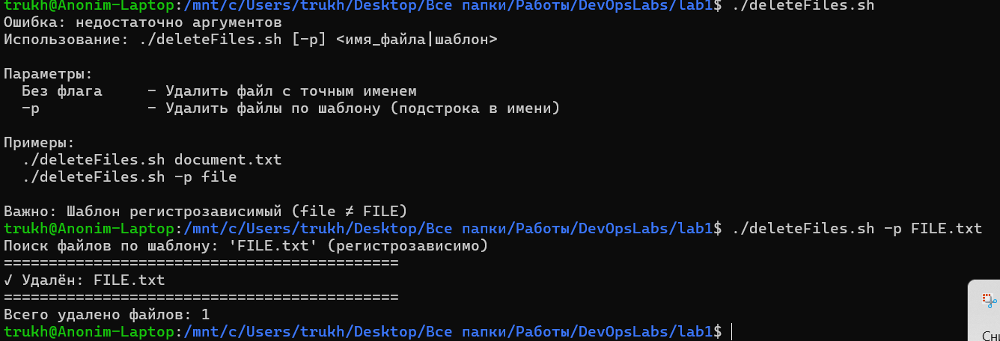 trukh@Anonim-Laptop:/mnt/c/Users/trukh/Desktop/Все папки/Работы/DevOpsLabs/lab1$ ./deleteFiles.sh
Ошибка: недостаточно аргументов
Использование: ./deleteFiles.sh [-p] <имя_файла|шаблон>
Параметры:
Без флага - Удалить файл с точным именем
-p - Удалить файлы по шаблону (подстрока в имени)
Примеры:
./deleteFiles.sh document.txt
./deleteFiles.sh -p file
Важно: Шаблон регистрозависимый (file ≠ FILE)
trukh@Anonim-Laptop:/mnt/c/Users/trukh/Desktop/Все папки/Работы/DevOpsLabs/lab1$ ./deleteFiles.sh -p FILE.txt
Поиск файлов по шаблону: 'FILE.txt' (регистрозависимо)
============================================
√ Удалён: FILE.txt
============================================
Всего удалено файлов: 1
trukh@Anonim-Laptop:/mnt/c/Users/trukh/Desktop/Все папки/Работы/DevOpsLabs/lab1$